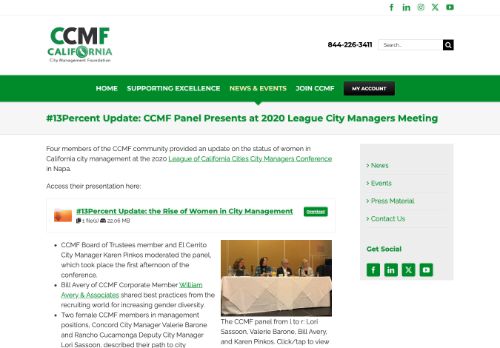 CCMF
CALIFORNIA
City Management Foundation
844-226-3411
Search...
HOME
SUPPORTING EXCELLENCE
NEWS & EVENTS
JOIN CCMF
MY ACCOUNT
#13Percent Update: CCMF Panel Presents at 2020 League City Managers Meeting
Four members of the CCMF community provided an update on the status of women in
California city management at the 2020 League of California Cities City Managers Conference
in Napa.
Access their presentation here:
#13Percent Update: the Rise of Women in City Management
Download
1 file(s) 22.06 MB
CCMF Board of Trustees member and El Cerrito
City Manager Karen Pinkos moderated the panel,
which took place the first afternoon of the
conference.
Bill Avery of CCMF Corporate Member William
Avery & Associates shared best practices from the
recruiting world for increasing gender diversity.
Two female CCMF members in management
positions, Concord City Manager Valerie Barone
and Rancho Cucamonga Deputy City Manager
Lori Sassoon, described their path to city
The CCMF panel from l to r: Lori
Sassoon, Valerie Barone, Bill Avery,
and Karen Pinkos. Click/tap to view
News
Events
Press Material
Contact Us
Get Social